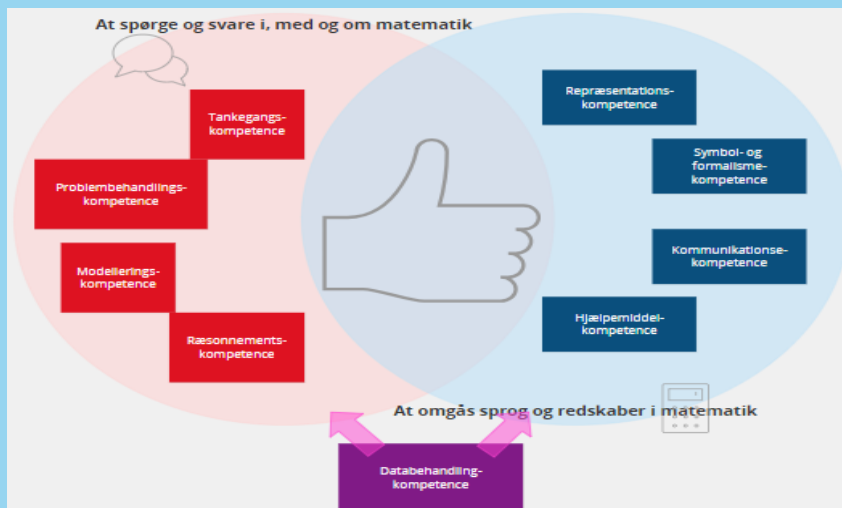 At spørge og svare i, med og om matematik
Tankegangs-
kompetence
Problembehandlings-
kompetence
Modellerings-
kompetence
Ræsonnements-
kompetence
Repræsentations-
kompetence
Symbol- og
formalisme-
kompetence
Kommunikationse-
kompetence
Hjælpemiddel-
kompetence
At omgås sprog og redskaber i matematik
Databehandling-
kompetence